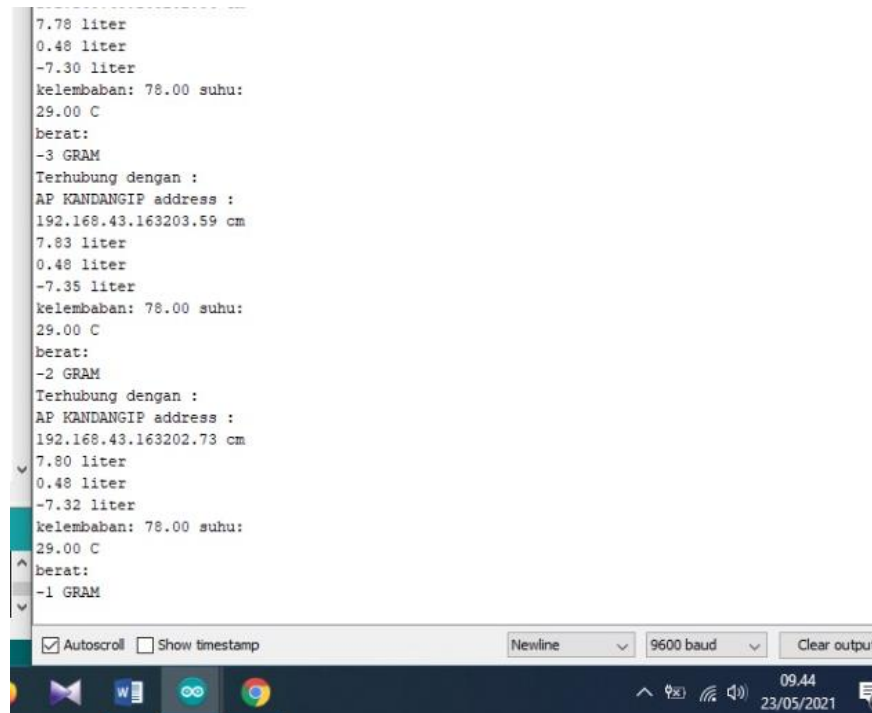 7.78 liter
0.48 liter
-7.30 liter
kelembaban: 78.00 suhu:
29.00 C
berat:
-3 GRAM
Terhubung dengan :
AP KANDANGIP address :
192.168.43.163203.59 cm
7.83 liter
0.48 liter
-7.35 liter
kelembaban: 78.00 suhu:
29.00 C
berat:
-2 GRAM
Terhubung dengan :
AP KANDANGIP address :
192.168.43.163202.73 cm
7.80 liter
0.48 liter
-7.32 liter
kelembaban: 78.00 suhu:
29.00 C
berat:
-1 GRAM
Autoscroll Show timestamp Newline 9600 baud Clear output
09.44
23/05/2021